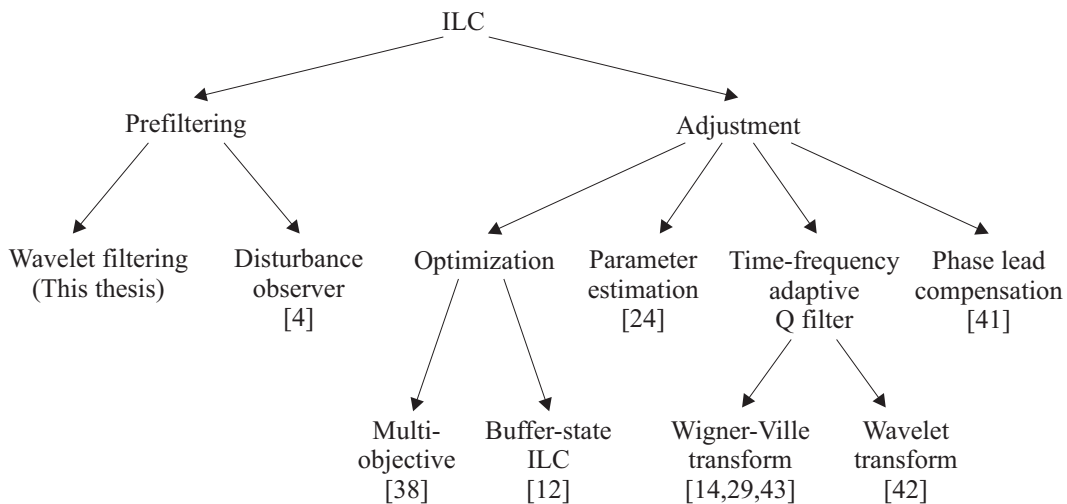 ILC
Prefiltering
Adjustment
Wavelet filtering
(This thesis)
Disturbance
observer
[4]
Optimization
Parameter
estimation
[24]
Time-frequency
adaptive
Q filter
Phase lead
compensation
[41]
Multi-
objective
[38]
Buffer-state
ILC
[12]
Wigner-Ville
transform
[14,29,43]
Wavelet
transform
[42]